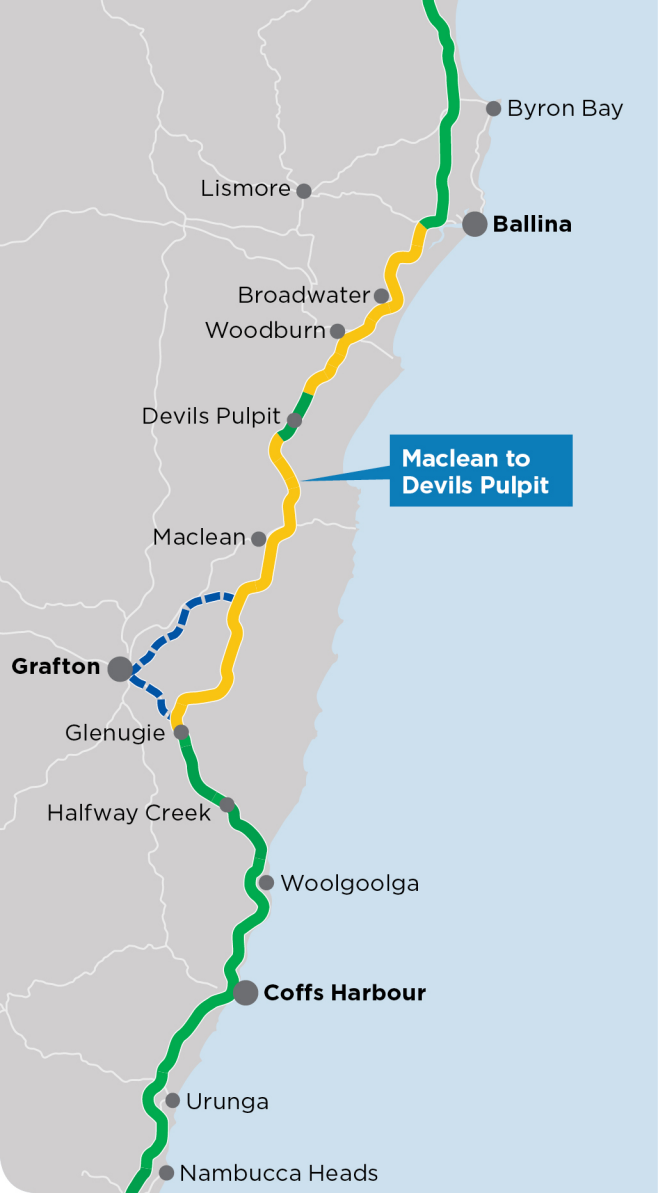 Byron Bay
Lismore
Ballina
Broadwater
Woodburn
Devils Pulpit
Maclean to
Devils Pulpit
Maclean
Grafton
Glenugie
Halfway Creek
Woolgoolga
Coffs Harbour
Urunga
Nambucca Heads